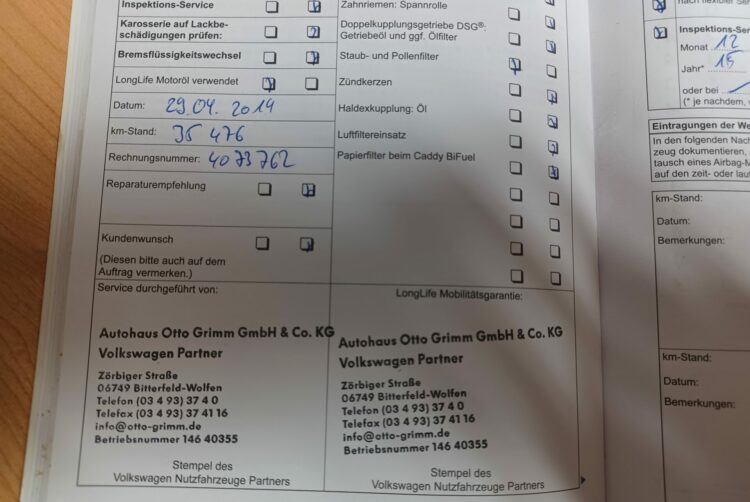 Inspektions-Service
Karosserie auf Lackbe-
schädigungen prüfen:
Bremsflüssigkeitswechsel
LongLife Motoröl verwendet
Datum: 29.04.2014
km-Stand: 35 476
Rechnungsnummer: 4073762
Reparaturempfehlung
Kundenwunsch
(Diesen bitte auch auf dem
Auftrag vermerken.)
Service durchgeführt von:
Autohaus Otto Grimm GmbH & Co. KG
Volkswagen Partner
Zörbiger Straße
06749 Bitterfeld-Wolfen
Telefon (03 4 93) 37 4 0
Telefax (03 4 93) 37 41 16
info@otto-grimm.de
Betriebsnummer 146 40355
Stempel des
Volkswagen Nutzfahrzeuge Partners
Zahnriemen: Spannrolle
Doppelkupplungsgetriebe DSG®:
Getriebeöl und ggf. Ölfilter
Staub- und Pollenfilter
Zündkerzen
Haldexkupplung: Öl
Luftfiltereinsatz
Papierfilter beim Caddy BiFuel
LongLife Mobilitätsgarantie:
Autohaus Otto Grimm GmbH & Co. KG
Volkswagen Partner
Zörbiger Straße
06749 Bitterfeld-Wolfen
Telefon (03 4 93) 37 4 0
Telefax (03 4 93) 37 41 16
info@otto-grimm.de
Betriebsnummer 146 40355
Stempel des
Volkswagen Nutzfahrzeuge Partners
nach flexibler
Inspektions-Ser
Monat 12
Jahr* 15
oder bei
(* je nachdem,
Eintragungen der We
In den folgenden Nach
zeug dokumentieren,
tausch eines Airbag-M
auf den zeit- oder lauf
km-Stand:
Datum:
Bemerkungen:
km-Stand:
Datum:
Bemerkungen: